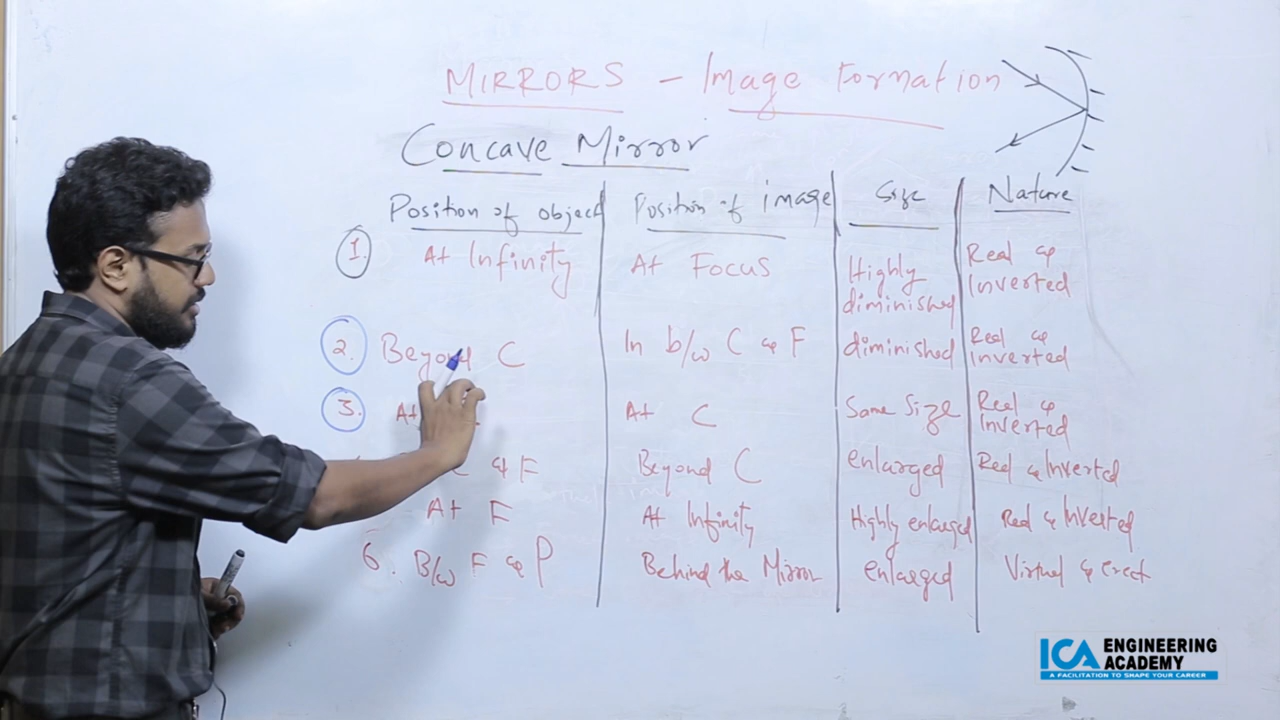 MIRRORS - Image Formation
Concave Mirror
Position of object Position of image Size Nature
1. At Infinity At Focus Highly diminished Real & Inverted
2. Beyond C In b/w C & F diminished Real & Inverted
3. At At C Same Size Real & Inverted
C & F Beyond C enlarged Real & Inverted
At F At Infinity Highly enlarged Real & Inverted
6. B/w F & P Behind the Mirror enlarged Virtual & erect
ICA ENGINEERING ACADEMY
A FACILITATION TO SHAPE YOUR CAREER